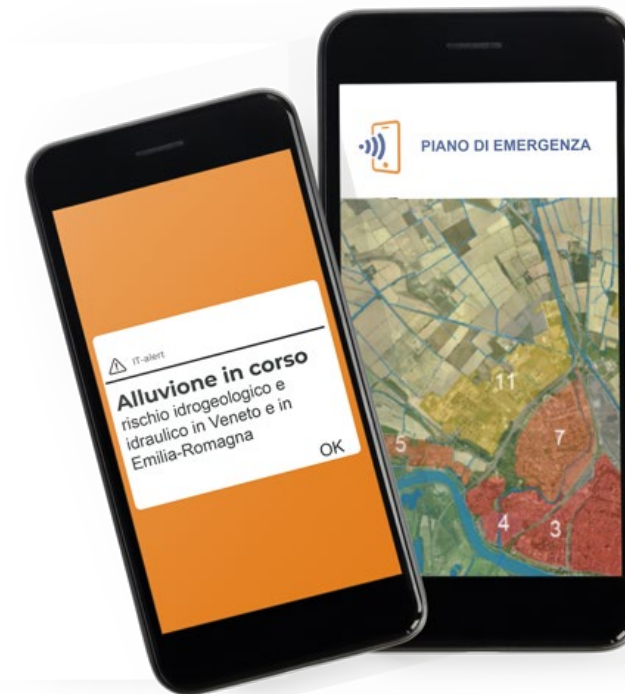 IT-alert
Alluvione in corso
rischio idrogeologico e
idraulico in Veneto e in
Emilia-Romagna
OK
PIANO DI EMERGENZA
11
7
5
4
3